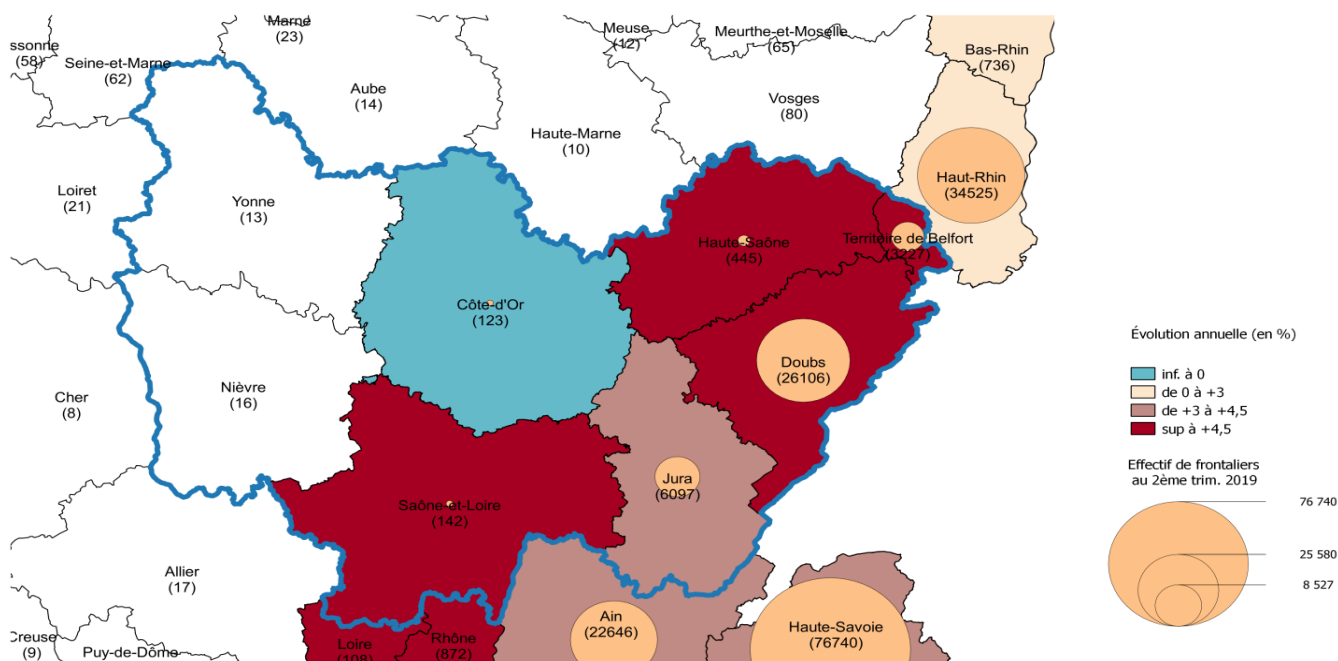 Marne
(23)
Meuse
(12)
Meurthe-et-Moselle
(65)
ssonne
(58)
Seine-et-Marne
(62)
Bas-Rhin
(736)
Aube
(14)
Vosges
(80)
Haute-Marne
(10)
Haut-Rhin
(34525)
Loiret
(21)
Yonne
(13)
Haute-Saône
(445)
Territoire de Belfort
(3227)
Côte-d'Or
(123)
Doubs
(26106)
Cher
(8)
Nièvre
(16)
Jura
(6097)
Saône-et-Loire
(142)
Allier
(17)
Creuse
(9)
Puy-de-Dôme
Loire
(108)
Rhône
(872)
Ain
(22646)
Haute-Savoie
(76740)
Évolution annuelle (en %)
inf. à 0
de 0 à +3
de +3 à +4,5
sup à +4,5
Effectif de frontaliers
au 2ème trim. 2019
76 740
25 580
8 527